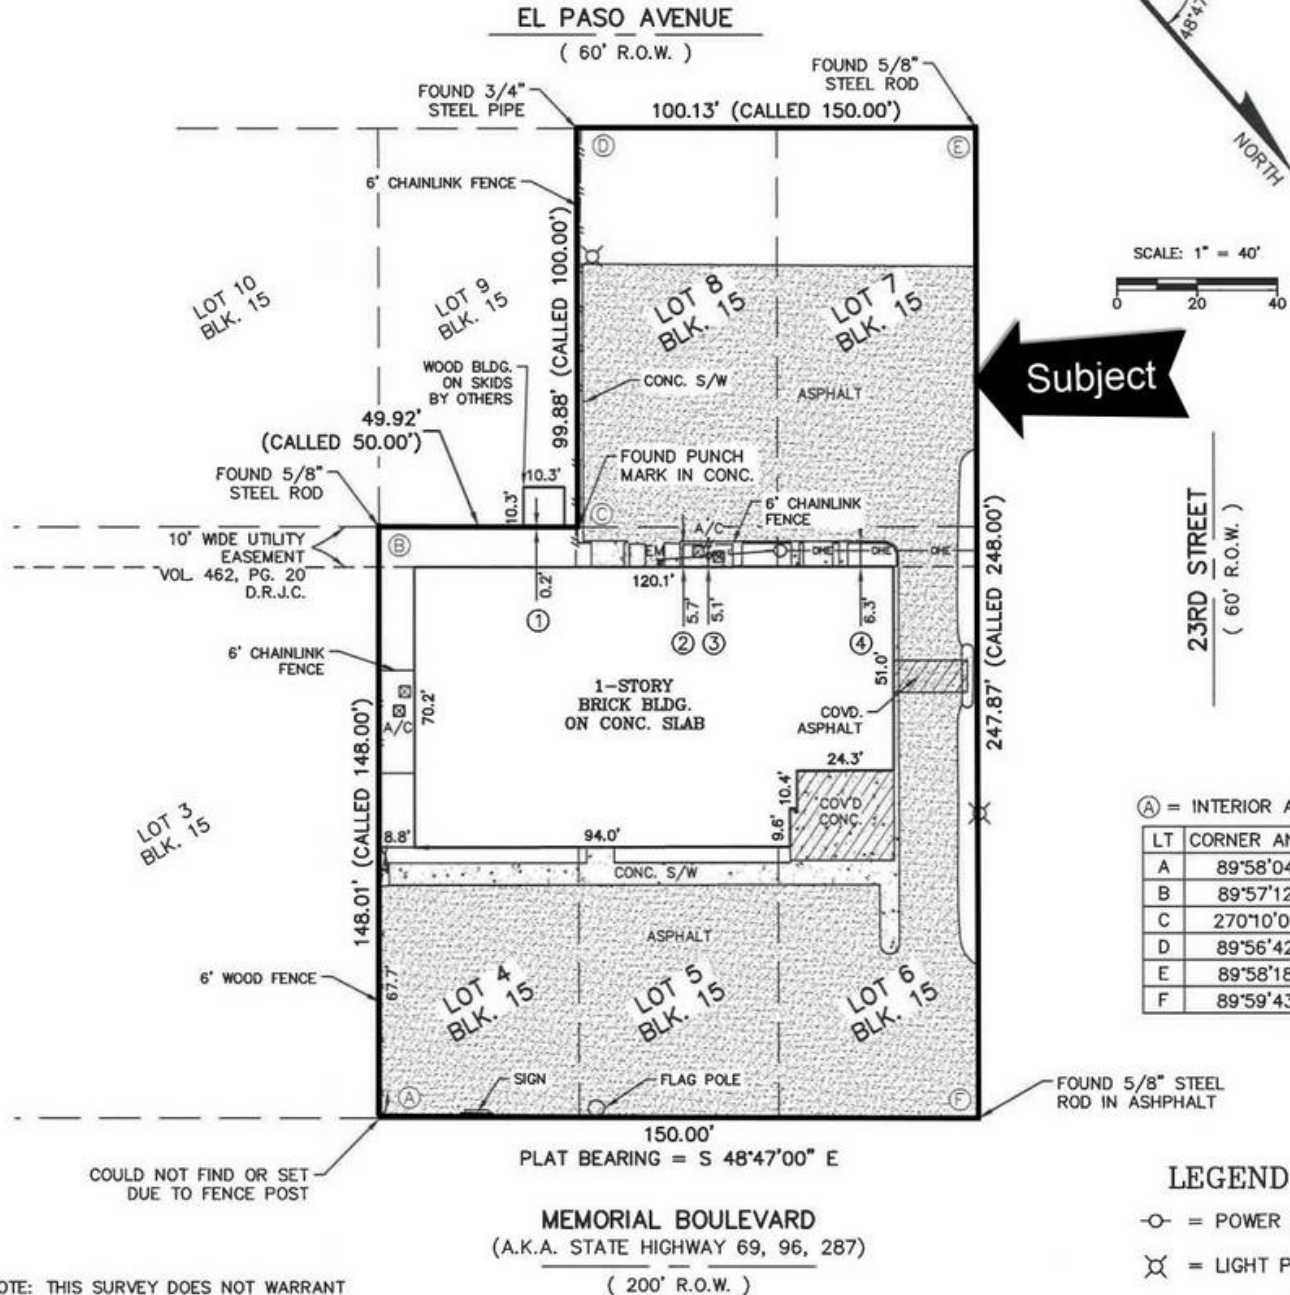 EL PASO AVENUE
( 60' R.O.W. )
48°47'
NORTH
FOUND 3/4"
STEEL PIPE
FOUND 5/8"
STEEL ROD
100.13' (CALLED 150.00')
D
E
6' CHAINLINK FENCE
99.88' (CALLED 100.00')
SCALE: 1" = 40'
0 20 40
LOT 10
BLK. 15
LOT 9
BLK. 15
LOT 8
BLK. 15
LOT 7
BLK. 15
WOOD BLDG.
ON SKIDS
BY OTHERS
CONC. S/W
ASPHALT
Subject
49.92'
(CALLED 50.00')
FOUND 5/8"
STEEL ROD
10.3'
10.3'
FOUND PUNCH
MARK IN CONC.
C
6' CHAINLINK
FENCE
A/C
23RD STREET
( 60' R.O.W. )
247.87' (CALLED 248.00')
10' WIDE UTILITY
EASEMENT
VOL. 462, PG. 20
D.R.J.C.
B
EM
OHE OHE OHE
120.1'
0.2'
5.7'
5.1'
6.3'
1
2
3
4
6' CHAINLINK
FENCE
51.0'
70.2'
1-STORY
BRICK BLDG.
ON CONC. SLAB
COVD.
ASPHALT
A/C
24.3'
10.4'
9.6'
COV'D
CONC.
148.01' (CALLED 148.00')
LOT 3
BLK. 15
8.8'
94.0'
CONC. S/W
A = INTERIOR A
LT CORNER AN
A 89°58'04
B 89°57'12
C 270°10'0
D 89°56'42
E 89°58'18
F 89°59'43
ASPHALT
6' WOOD FENCE
67.7'
LOT 4
BLK. 15
LOT 5
BLK. 15
LOT 6
BLK. 15
SIGN
FLAG POLE
A
F
FOUND 5/8" STEEL
ROD IN ASHPHALT
150.00'
PLAT BEARING = S 48°47'00" E
COULD NOT FIND OR SET
DUE TO FENCE POST
LEGEND
= POWER
= LIGHT P
MEMORIAL BOULEVARD
(A.K.A. STATE HIGHWAY 69, 96, 287)
( 200' R.O.W. )
OTE: THIS SURVEY DOES NOT WARRANT